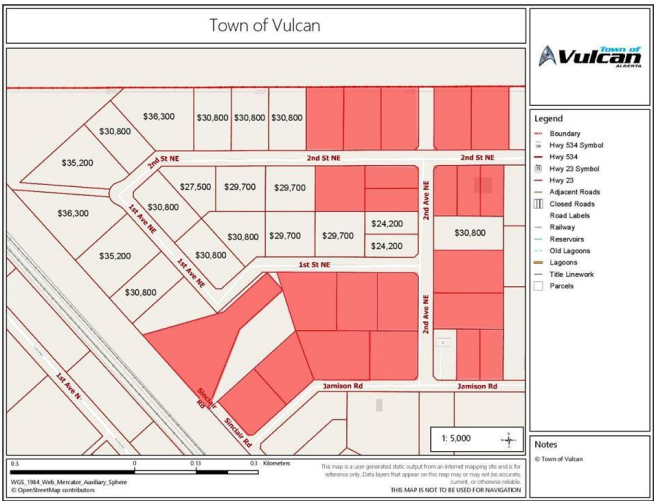 Town of Vulcan
Town of
Vulcan
ALBERTA
$36,300
$30,800
$30,800
$30,800
$30,800
$35,200
2nd St NE
2nd St NE
2nd St NE
$27,500
$29,700
$29,700
$36,300
$30,800
1st Ave NE
2nd Ave NE
$24,200
$30,800
$29,700
$29,700
$24,200
$30,800
$35,200
$30,800
1st Ave NE
1st St NE
$30,800
2nd Ave NE
1st Ave N
Sinclair
Rd
Jamison Rd
Jamison Rd
Sinclair Rd
1: 5,000
Legend
Boundary
Hwy 534 Symbol
Hwy 534
Hwy 23 Symbol
Hwy 23
Adjacent Roads
Closed Roads
Road Labels
Railway
Reservoirs
Old Lagoons
Lagoons
Title Linework
Parcels
Notes
© Town of Vulcan
0.3
0
0.13
0.3
Kilometers
WGS_1984_Web_Mercator_Auxiliary_Sphere
© OpenStreetMap contributors
This map is a user generated static output from an Internet mapping site and is for
reference only. Data layers that appear on this map may or may not be accurate,
current, or otherwise reliable.
THIS MAP IS NOT TO BE USED FOR NAVIGATION